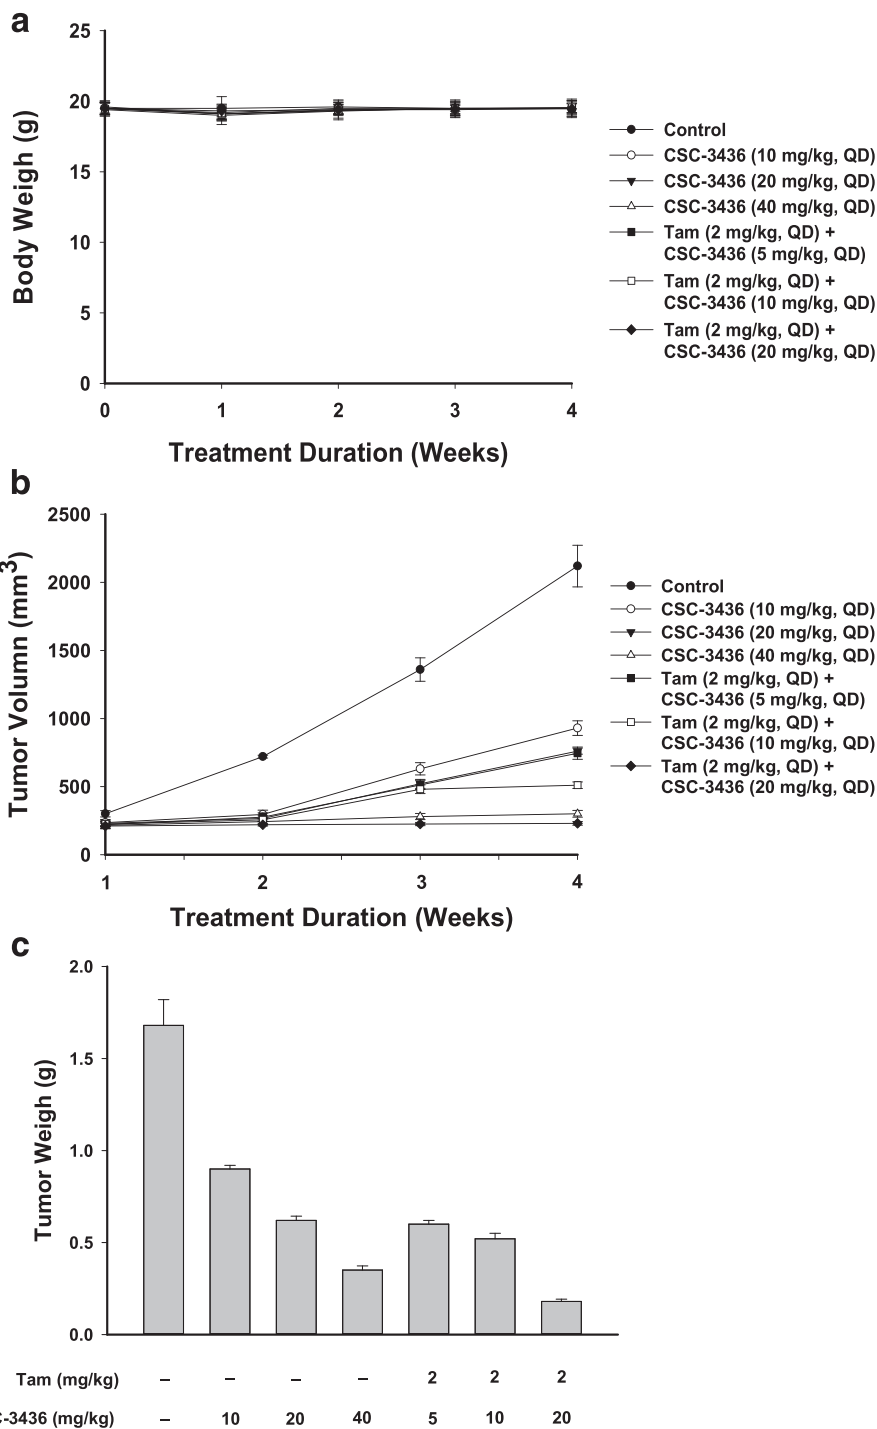 a
25
20
15
10
5
0
Body Weigh (g)
0 1 2 3 4
Treatment Duration (Weeks)
Control
CSC-3436 (10 mg/kg, QD)
CSC-3436 (20 mg/kg, QD)
CSC-3436 (40 mg/kg, QD)
Tam (2 mg/kg, QD) +
CSC-3436 (5 mg/kg, QD)
Tam (2 mg/kg, QD) +
CSC-3436 (10 mg/kg, QD)
Tam (2 mg/kg, QD) +
CSC-3436 (20 mg/kg, QD)
b
2500
2000
1500
1000
500
0
Tumor Volumn (mm³)
1 2 3 4
Treatment Duration (Weeks)
Control
CSC-3436 (10 mg/kg, QD)
CSC-3436 (20 mg/kg, QD)
CSC-3436 (40 mg/kg, QD)
Tam (2 mg/kg, QD) +
CSC-3436 (5 mg/kg, QD)
Tam (2 mg/kg, QD) +
CSC-3436 (10 mg/kg, QD)
Tam (2 mg/kg, QD) +
CSC-3436 (20 mg/kg, QD)
c
2.0
1.5
1.0
0.5
0.0
Tumor Weigh (g)
Tam (mg/kg) – – – – 2 2 2
C-3436 (mg/kg) – 10 20 40 5 10 20